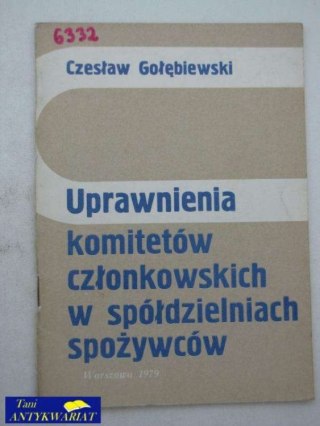 6332
Czesław Gołębiewski
Uprawnienia
komitetów
członkowskich
w spółdzielniach
spożywców
Warszawa 1979
Tani
ANTYKWARIAT